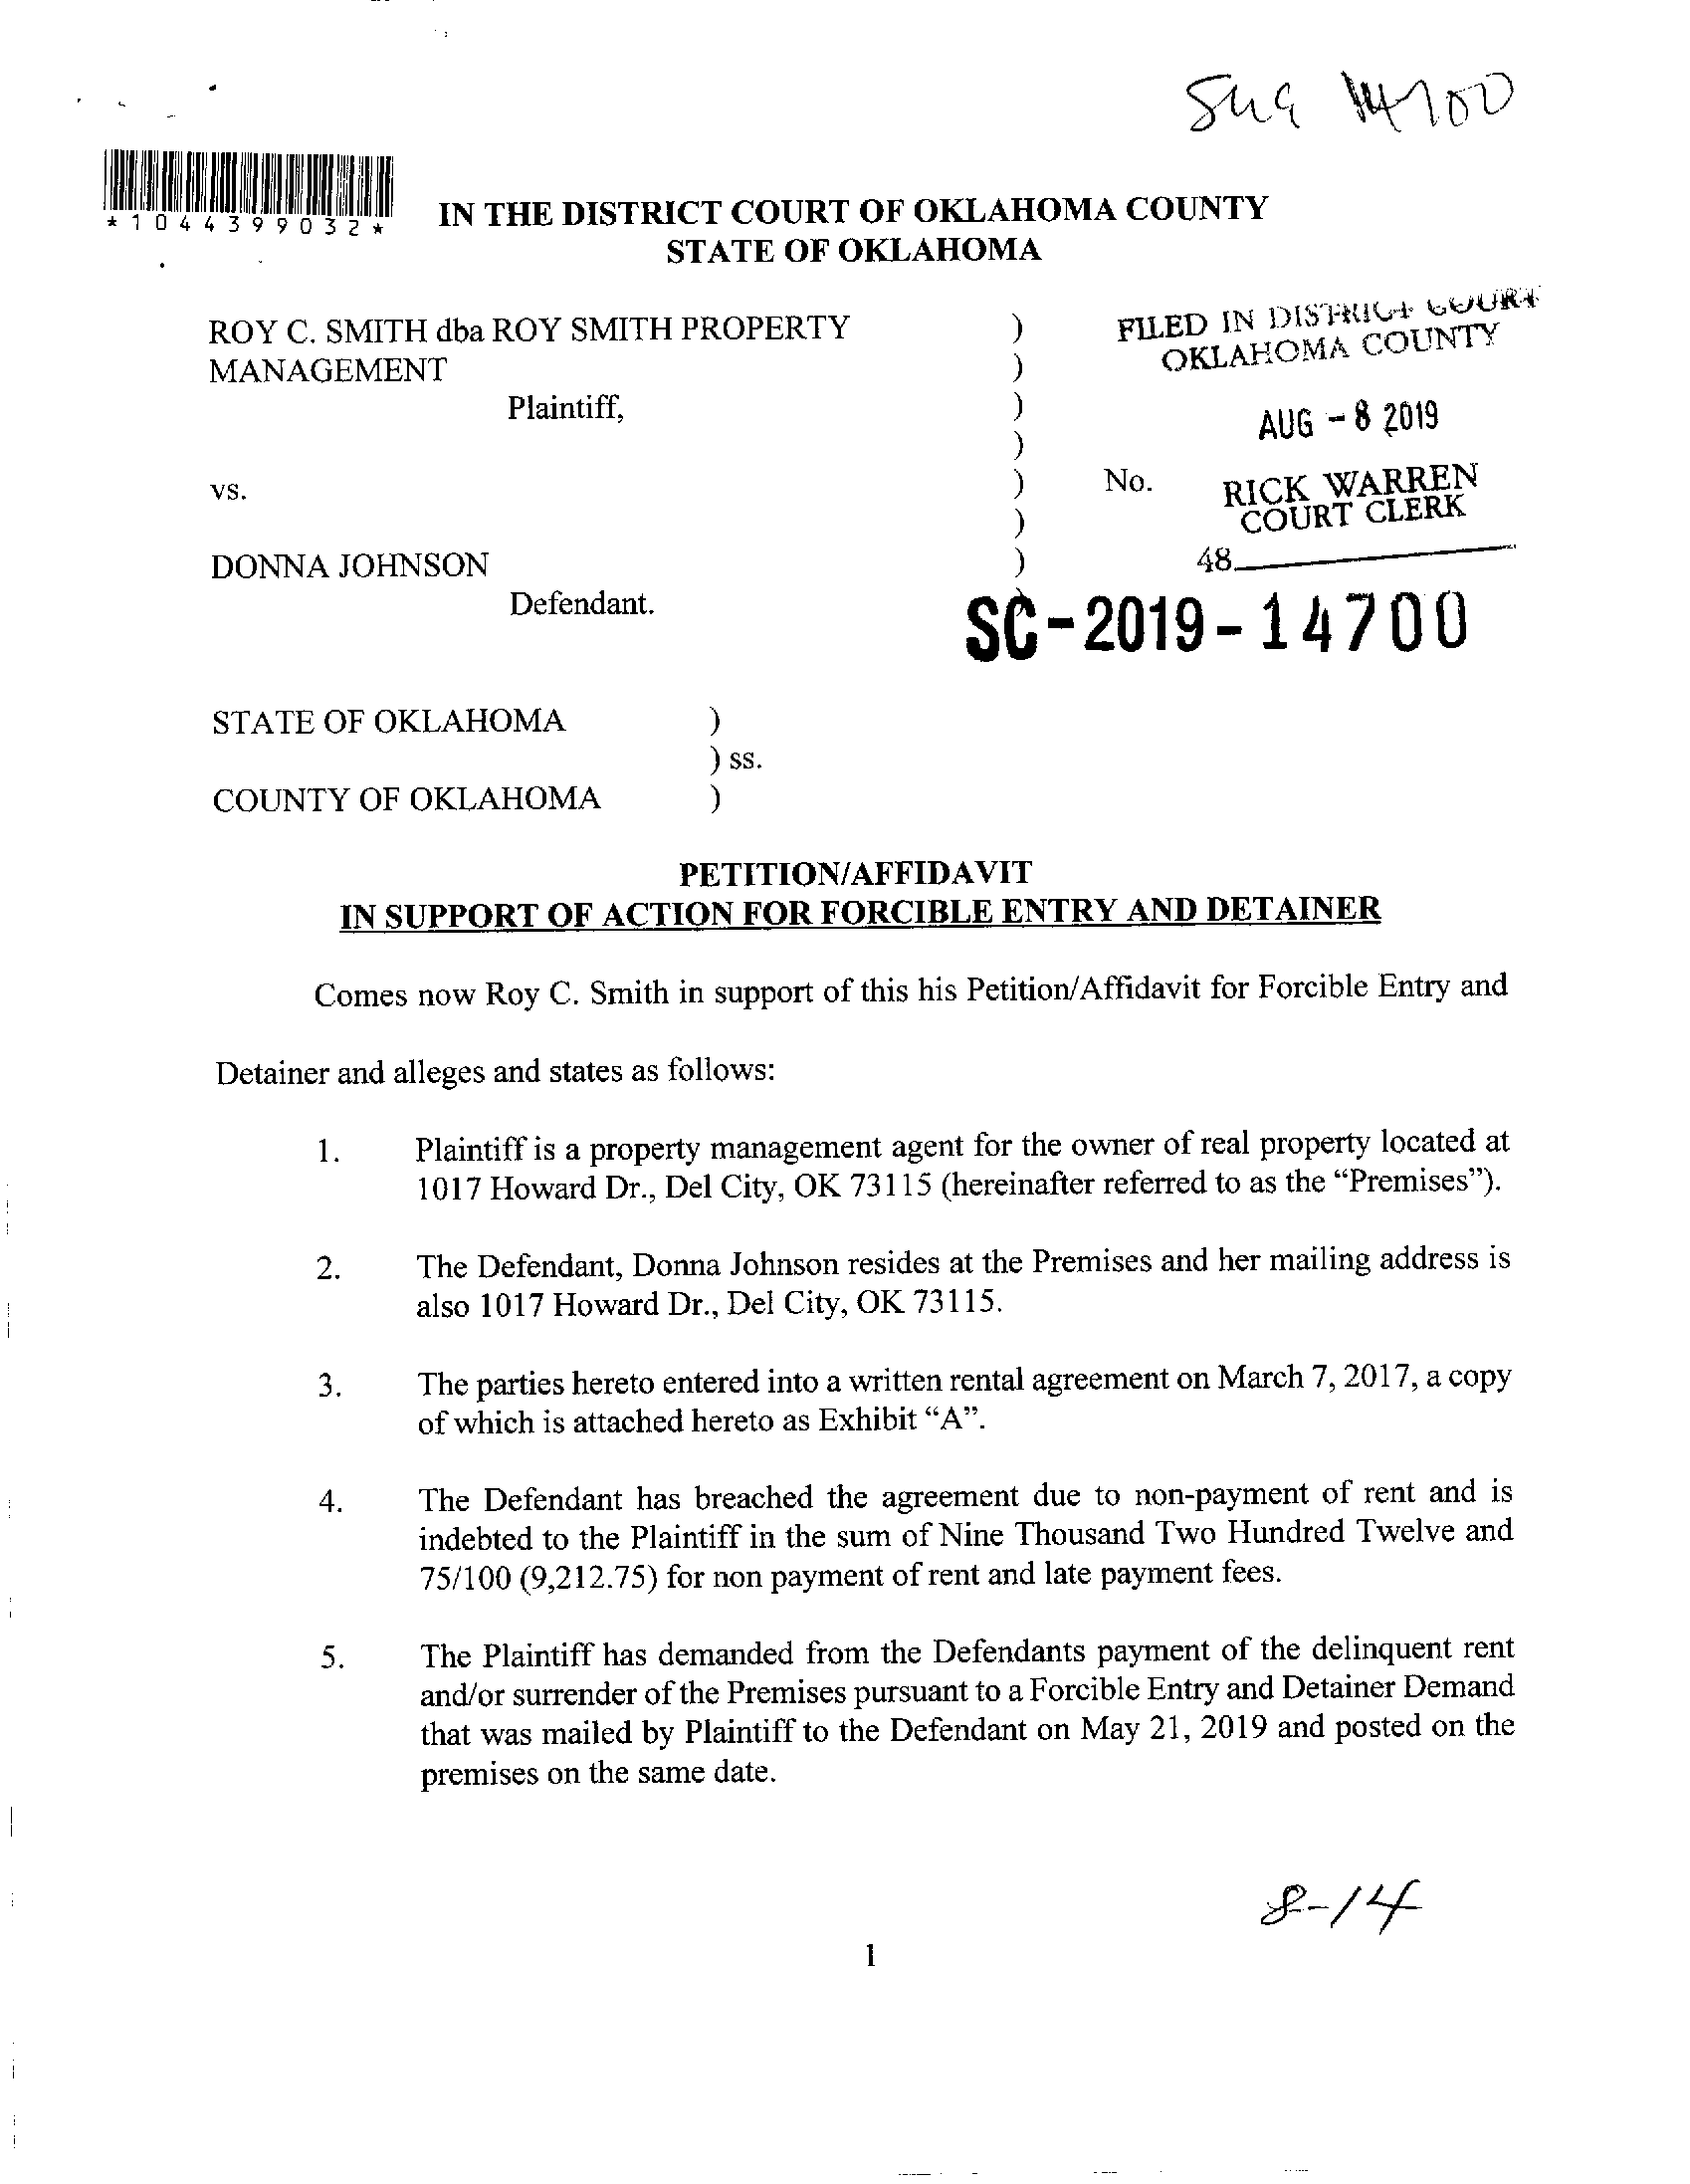 14700
*1044399032*
IN THE DISTRICT COURT OF OKLAHOMA COUNTY
STATE OF OKLAHOMA
ROY C. SMITH dba ROY SMITH PROPERTY )
MANAGEMENT )
Plaintiff, )
)
vs. )
)
DONNA JOHNSON )
Defendant. )
FILED IN DISTRICT COURT
OKLAHOMA COUNTY
AUG - 8 2019
No. RICK WARREN
COURT CLERK
48
SC-2019-14700
STATE OF OKLAHOMA )
) ss.
COUNTY OF OKLAHOMA )
PETITION/AFFIDAVIT
IN SUPPORT OF ACTION FOR FORCIBLE ENTRY AND DETAINER
Comes now Roy C. Smith in support of this his Petition/Affidavit for Forcible Entry and
Detainer and alleges and states as follows:
1. Plaintiff is a property management agent for the owner of real property located at
1017 Howard Dr., Del City, OK 73115 (hereinafter referred to as the “Premises”).
2. The Defendant, Donna Johnson resides at the Premises and her mailing address is
also 1017 Howard Dr., Del City, OK 73115.
3. The parties hereto entered into a written rental agreement on March 7, 2017, a copy
of which is attached hereto as Exhibit “A”.
4. The Defendant has breached the agreement due to non-payment of rent and is
indebted to the Plaintiff in the sum of Nine Thousand Two Hundred Twelve and
75/100 (9,212.75) for non payment of rent and late payment fees.
5. The Plaintiff has demanded from the Defendants payment of the delinquent rent
and/or surrender of the Premises pursuant to a Forcible Entry and Detainer Demand
that was mailed by Plaintiff to the Defendant on May 21, 2019 and posted on the
premises on the same date.
8-14
1